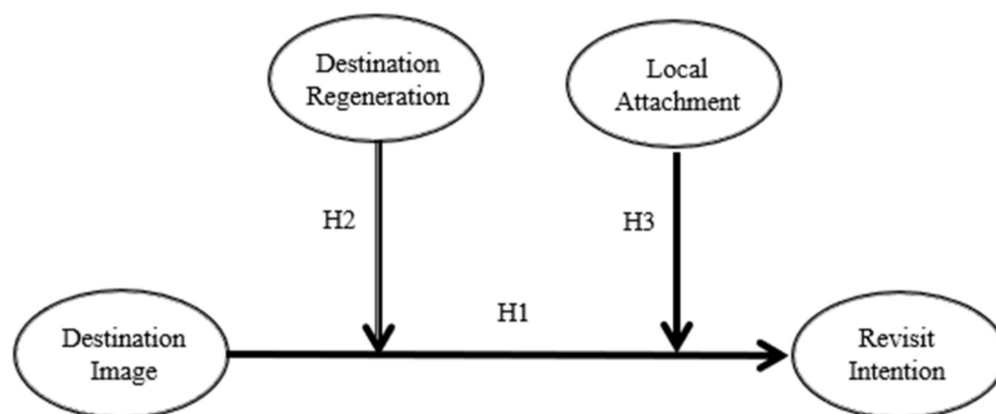 Destination
Regeneration
Local
Attachment
H2
H3
H1
Destination
Image
Revisit
Intention